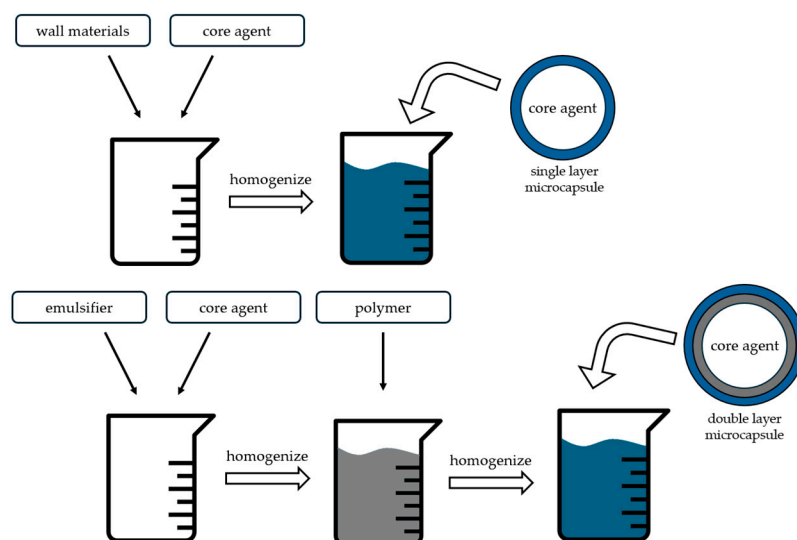 wall materials
core agent
homogenize
core agent
single layer
microcapsule
emulsifier
core agent
polymer
homogenize
homogenize
core agent
double layer
microcapsule